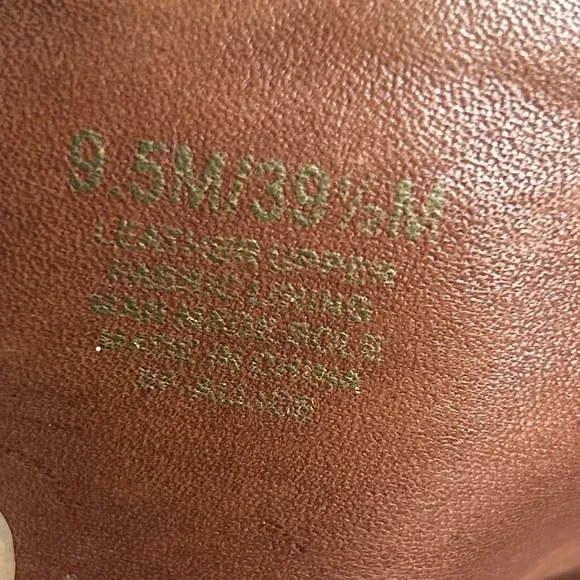 9.5M/39½M
LEATHER UPPER
FABRIC LINING
MAN MADE SOLE
MADE IN CHINA